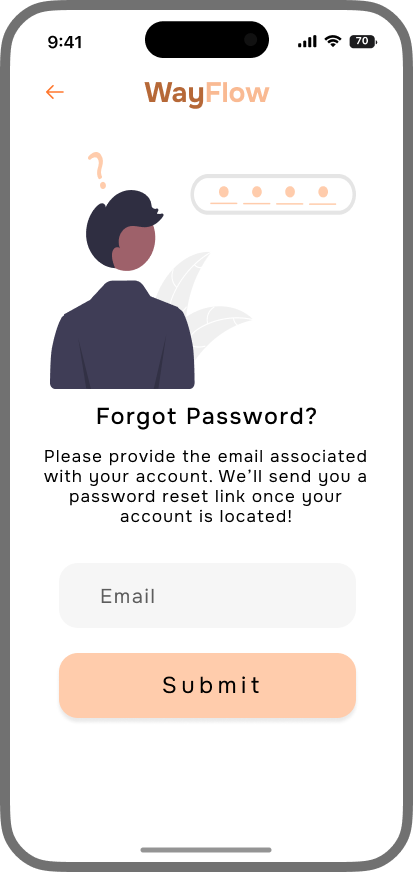 9:41
70
WayFlow
?
Forgot Password?
Please provide the email associated
with your account. We’ll send you a
password reset link once your
account is located!
Email
Submit